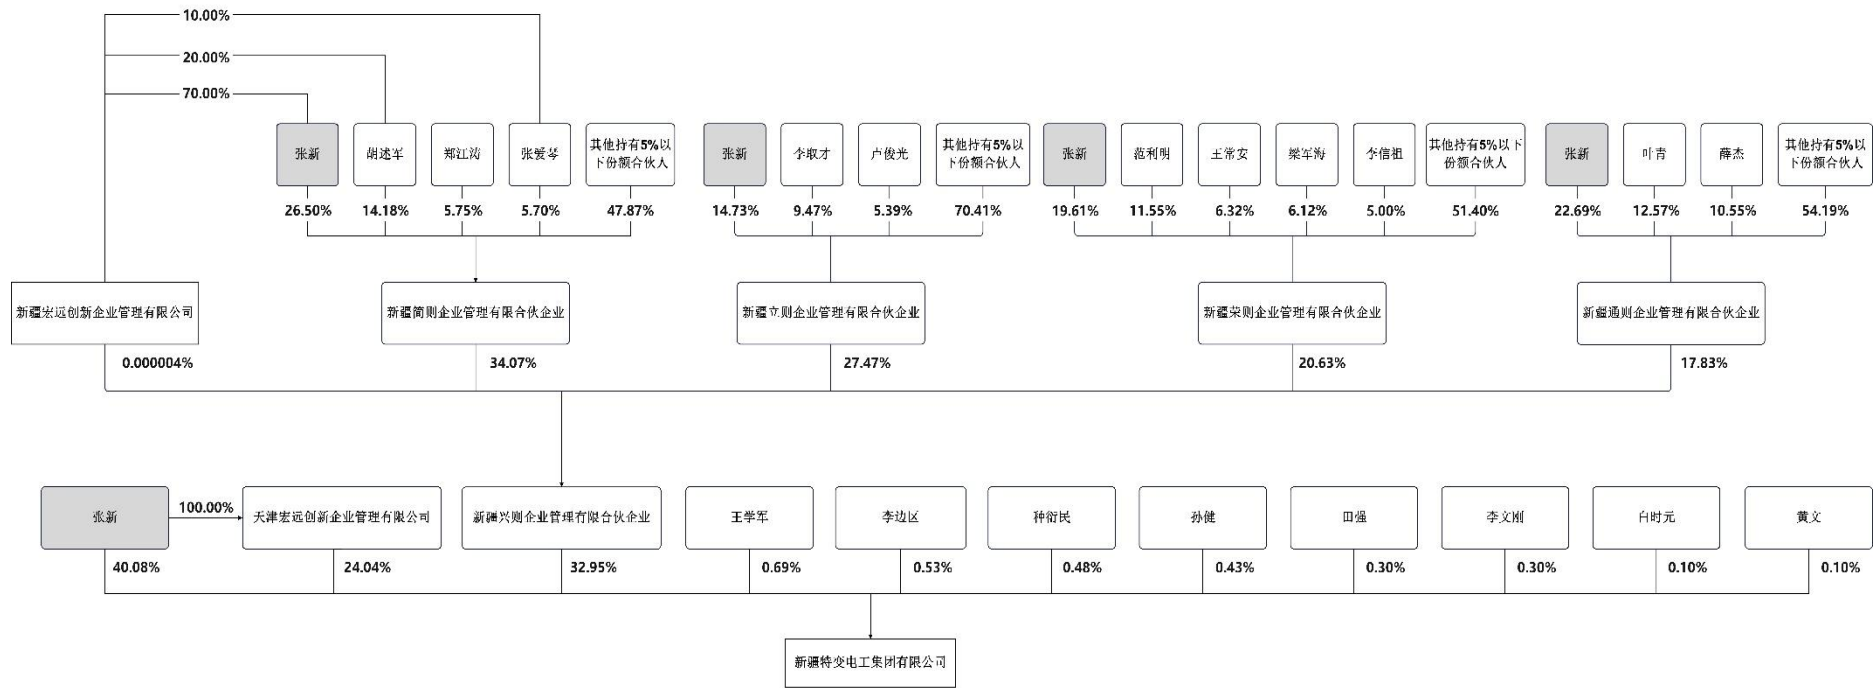 10.00%
20.00%
70.00%
张新
胡述军
郑江涛
张爱琴
其他持有5%以
下份额合伙人
张新
李取才
卢俊光
其他持有5%以
下份额合伙人
张新
范利明
王常安
梁军海
李信祖
其他持有5%以下
份额合伙人
张新
叶青
薛杰
其他持有5%以
下份额合伙人
26.50%
14.18%
5.75%
5.70%
47.87%
14.73%
9.47%
5.39%
70.41%
19.61%
11.55%
6.32%
6.12%
5.00%
51.40%
22.69%
12.57%
10.55%
54.19%
新疆宏远创新企业管理有限公司
新疆简则企业管理有限合伙企业
新疆立则企业管理有限合伙企业
新疆荣则企业管理有限合伙企业
新疆通则企业管理有限合伙企业
0.000004%
34.07%
27.47%
20.63%
17.83%
张新
100.00%
天津宏远创新企业管理有限公司
新疆兴则企业管理有限合伙企业
王学军
李边区
种衍民
孙健
田强
李文刚
白时元
黄文
40.08%
24.04%
32.95%
0.69%
0.53%
0.48%
0.43%
0.30%
0.30%
0.10%
0.10%
新疆特变电工集团有限公司